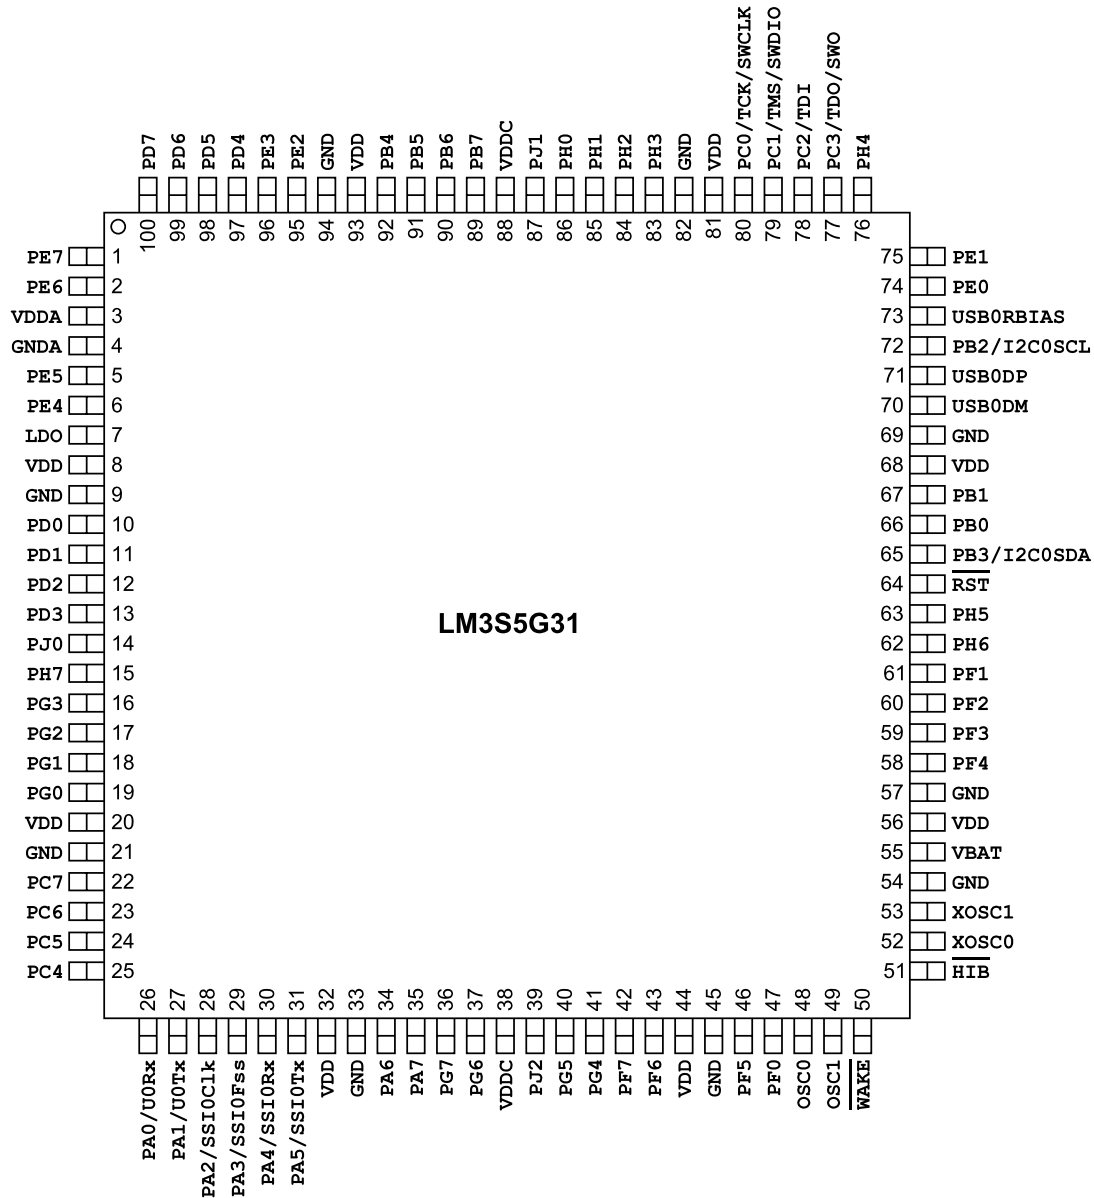 PD7 PD6 PD5 PD4 PE3 PE2 GND VDD PB4 PB5 PB6 PB7 VDDC PJ1 PH0 PH1 PH2 PH3 GND VDD PC0/TCK/SWCLK PC1/TMS/SWDIO PC2/TDI PC3/TDO/SWO PH4
100 99 98 97 96 95 94 93 92 91 90 89 88 87 86 85 84 83 82 81 80 79 78 77 76
PE7 1 75 PE1
PE6 2 74 PE0
VDDA 3 73 USB0RBIAS
GNDA 4 72 PB2/I2C0SCL
PE5 5 71 USB0DP
PE4 6 70 USB0DM
LDO 7 69 GND
VDD 8 68 VDD
GND 9 67 PB1
PD0 10 66 PB0
PD1 11 65 PB3/I2C0SDA
PD2 12 64 RST
PD3 13 63 PH5
LM3S5G31
PJ0 14 62 PH6
PH7 15 61 PF1
PG3 16 60 PF2
PG2 17 59 PF3
PG1 18 58 PF4
PG0 19 57 GND
VDD 20 56 VDD
GND 21 55 VBAT
PC7 22 54 GND
PC6 23 53 XOSC1
PC5 24 52 XOSC0
PC4 25 51 HIB
26 27 28 29 30 31 32 33 34 35 36 37 38 39 40 41 42 43 44 45 46 47 48 49 50
PA0/U0Rx PA1/U0Tx PA2/SSI0Clk PA3/SSI0Fss PA4/SSI0Rx PA5/SSI0Tx VDD GND PA6 PA7 PG7 PG6 VDDC PJ2 PG5 PG4 PF7 PF6 VDD GND PF5 PF0 OSC0 OSC1 WAKE